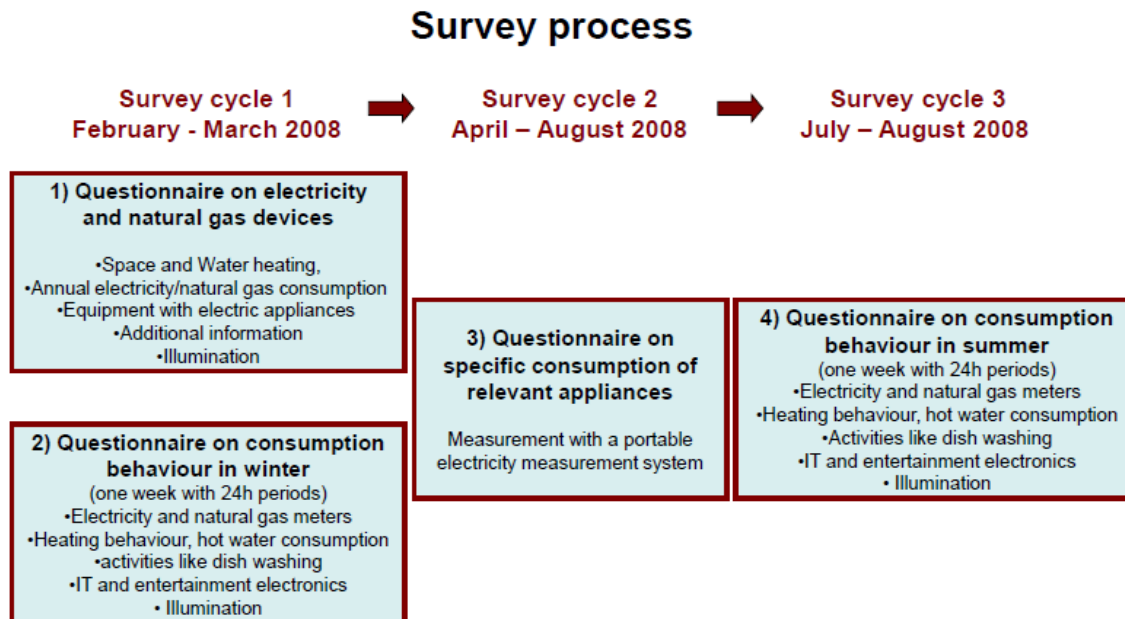 Survey process
Survey cycle 1
February - March 2008
Survey cycle 2
April – August 2008
Survey cycle 3
July – August 2008
1) Questionnaire on electricity
and natural gas devices
•Space and Water heating,
•Annual electricity/natural gas consumption
•Equipment with electric appliances
•Additional information
•Illumination
2) Questionnaire on consumption
behaviour in winter
(one week with 24h periods)
•Electricity and natural gas meters
•Heating behaviour, hot water consumption
•activities like dish washing
•IT and entertainment electronics
• Illumination
3) Questionnaire on
specific consumption of
relevant appliances
Measurement with a portable
electricity measurement system
4) Questionnaire on consumption
behaviour in summer
(one week with 24h periods)
•Electricity and natural gas meters
•Heating behaviour, hot water consumption
•Activities like dish washing
•IT and entertainment electronics
• Illumination